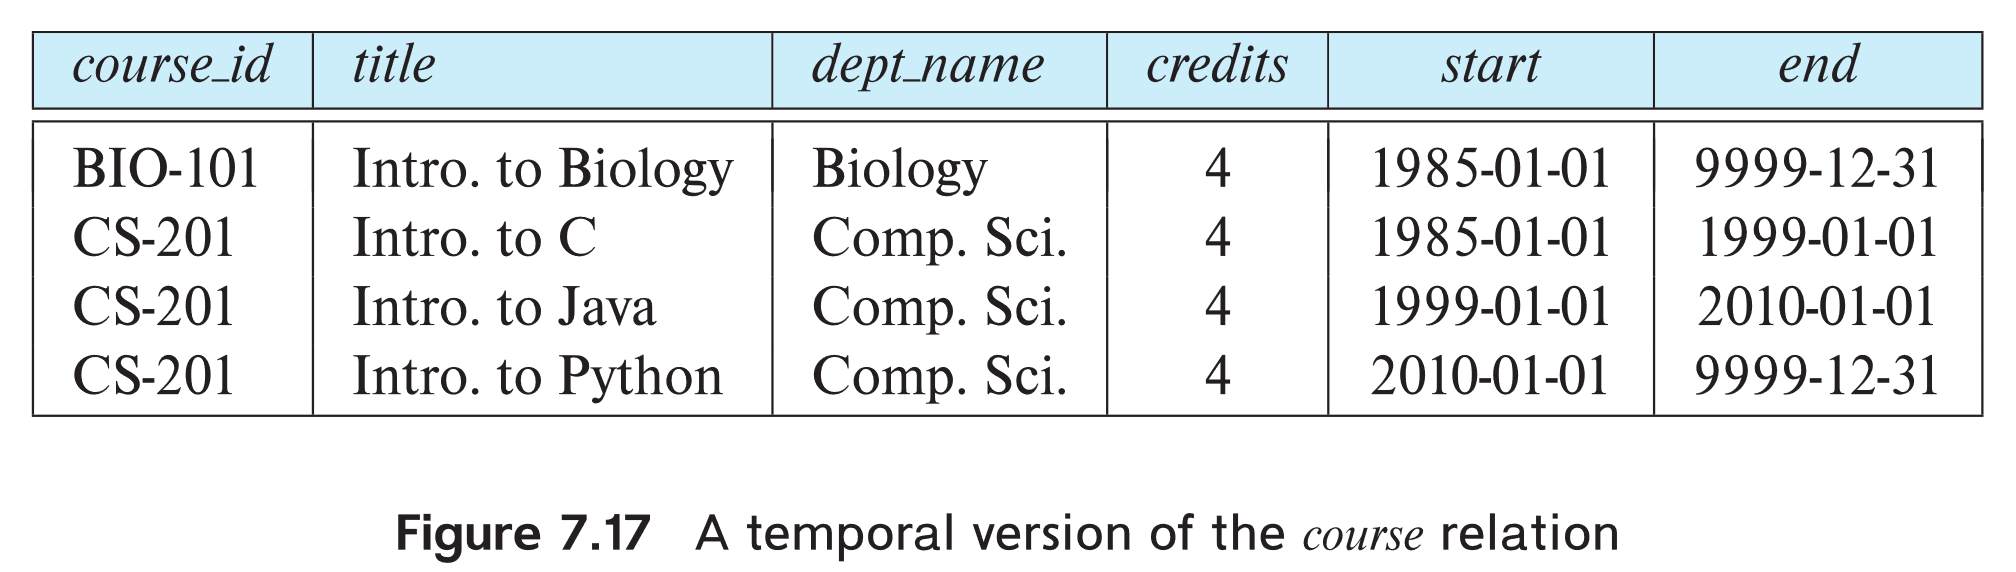 course_id title dept_name credits start end
BIO-101 Intro. to Biology Biology 4 1985-01-01 9999-12-31
CS-201 Intro. to C Comp. Sci. 4 1985-01-01 1999-01-01
CS-201 Intro. to Java Comp. Sci. 4 1999-01-01 2010-01-01
CS-201 Intro. to Python Comp. Sci. 4 2010-01-01 9999-12-31
Figure 7.17 A temporal version of the course relation